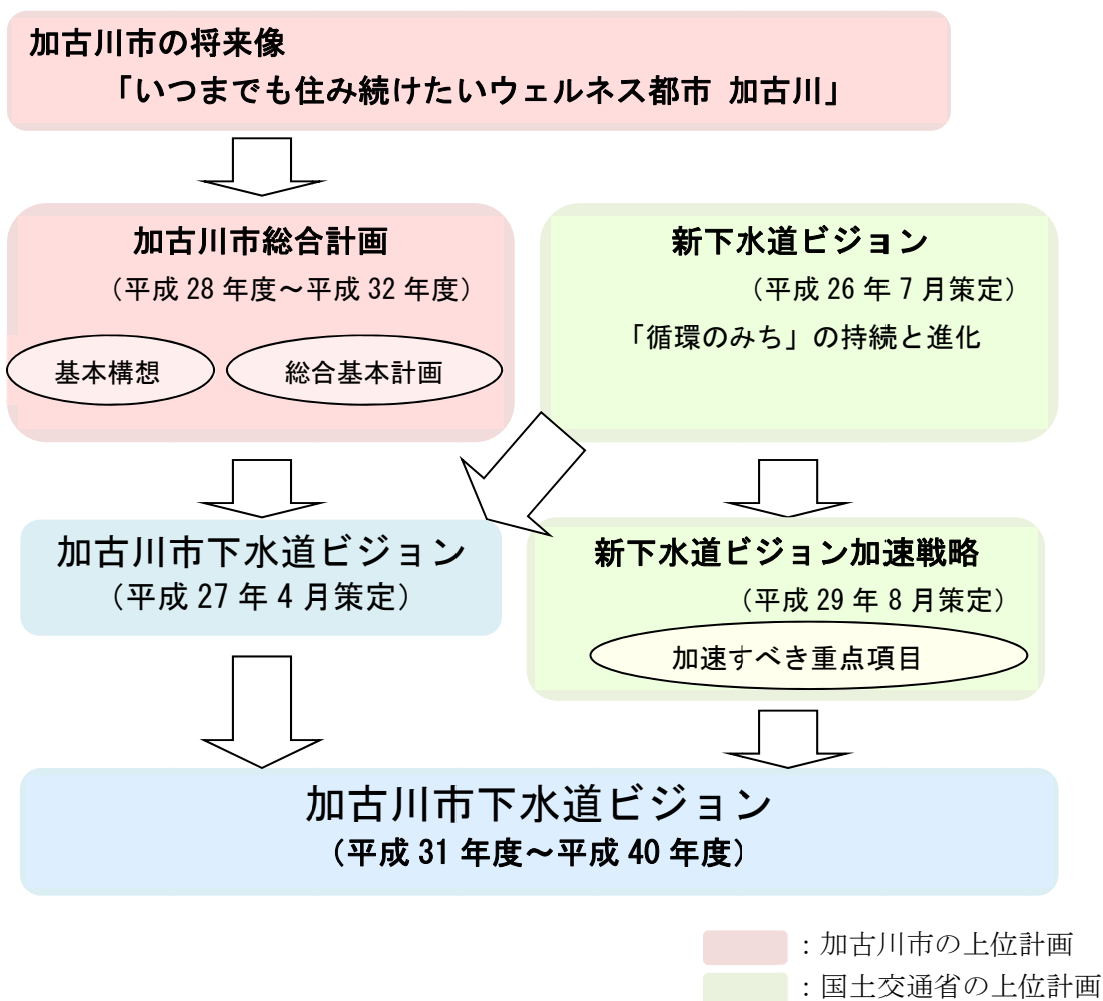 加古川市の将来像
「いつまでも住み続けたいウェルネス都市 加古川」
加古川市総合計画
(平成 28 年度～平成 32 年度)
基本構想
総合基本計画
新下水道ビジョン
(平成 26 年 7 月策定)
「循環のみち」の持続と進化
加古川市下水道ビジョン
(平成 27 年 4 月策定)
新下水道ビジョン加速戦略
(平成 29 年 8 月策定)
加速すべき重点項目
加古川市下水道ビジョン
(平成 31 年度～平成 40 年度)
：加古川市の上位計画
：国土交通省の上位計画